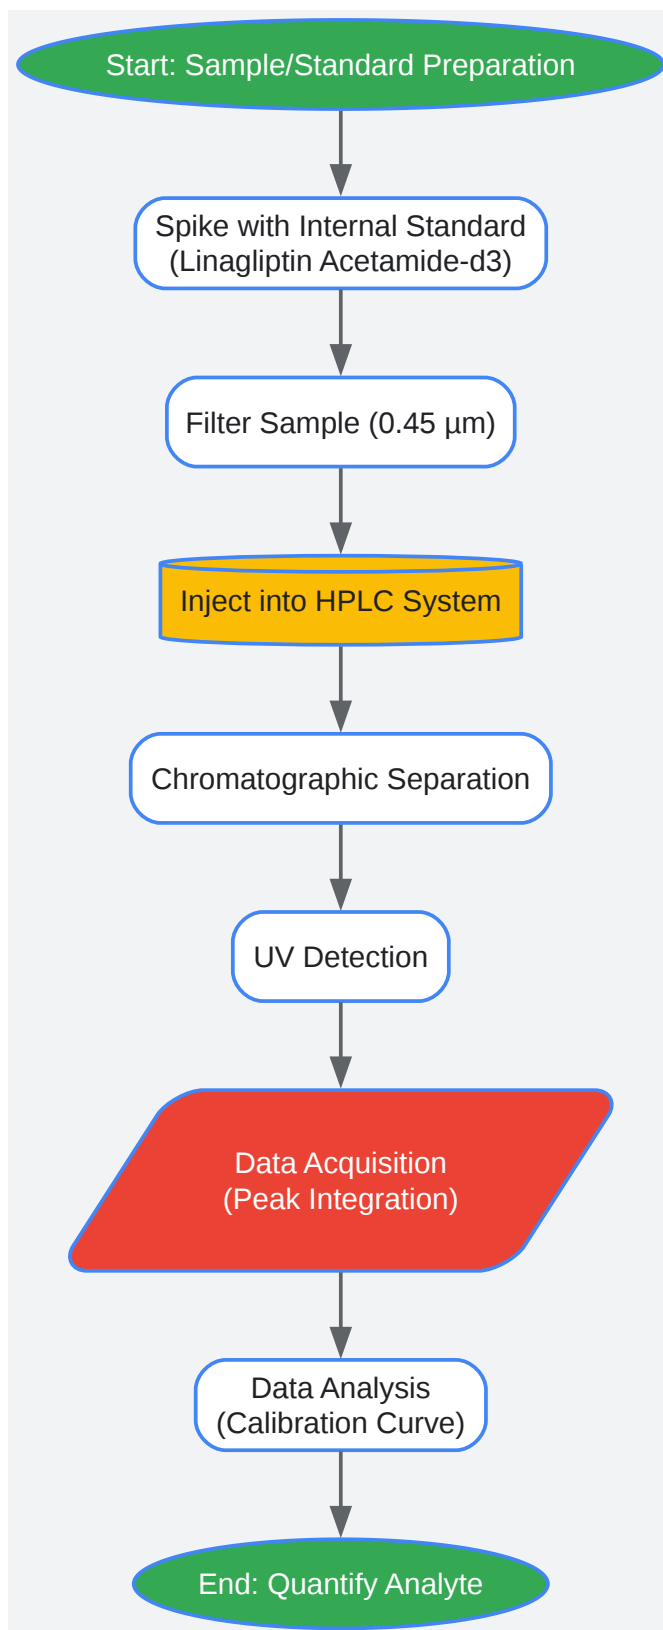 Start: Sample/Standard Preparation
Spike with Internal Standard
(Linagliptin Acetamide-d3)
Filter Sample (0.45 µm)
Inject into HPLC System
Chromatographic Separation
UV Detection
Data Acquisition
(Peak Integration)
Data Analysis
(Calibration Curve)
End: Quantify Analyte